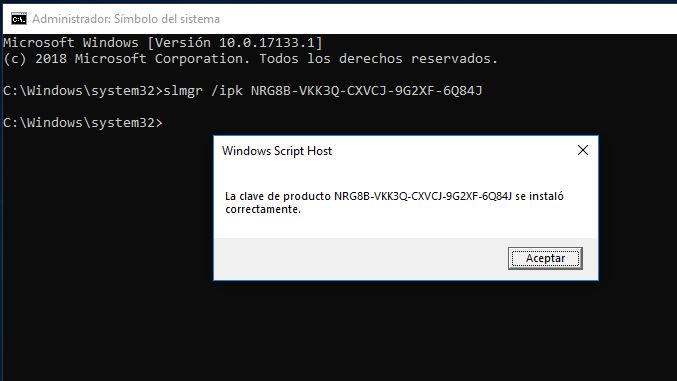 Administrador: Símbolo del sistema
Microsoft Windows [Versión 10.0.17133.1]
(c) 2018 Microsoft Corporation. Todos los derechos reservados.
C:\Windows\system32>slmgr /ipk NRG8B-VKK3Q-CXVCJ-9G2XF-6Q84J
C:\Windows\system32>
Windows Script Host
La clave de producto NRG8B-VKK3Q-CXVCJ-9G2XF-6Q84J se instaló
correctamente.
Aceptar